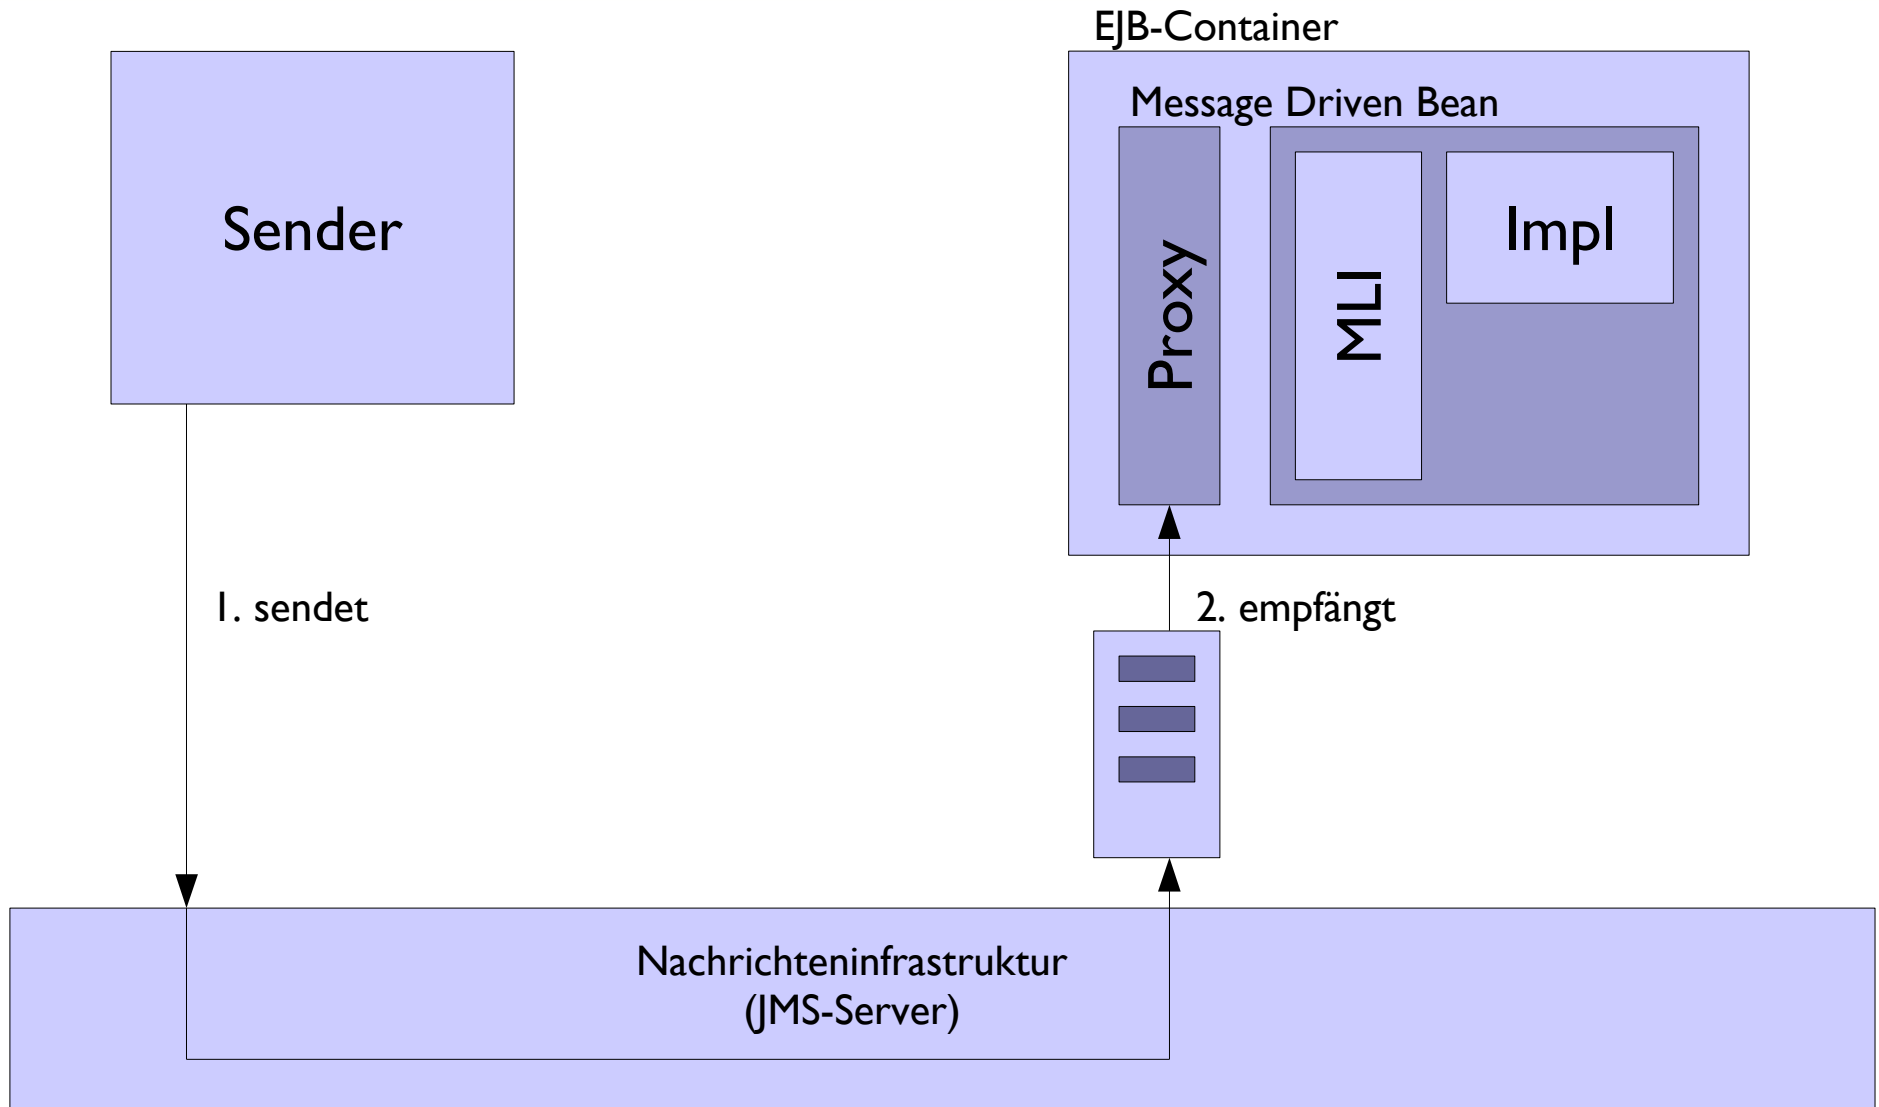 EJB-Container
Message Driven Bean
Sender
Proxy
MLI
Impl
1. sendet
2. empfängt
Nachrichteninfrastruktur
(JMS-Server)